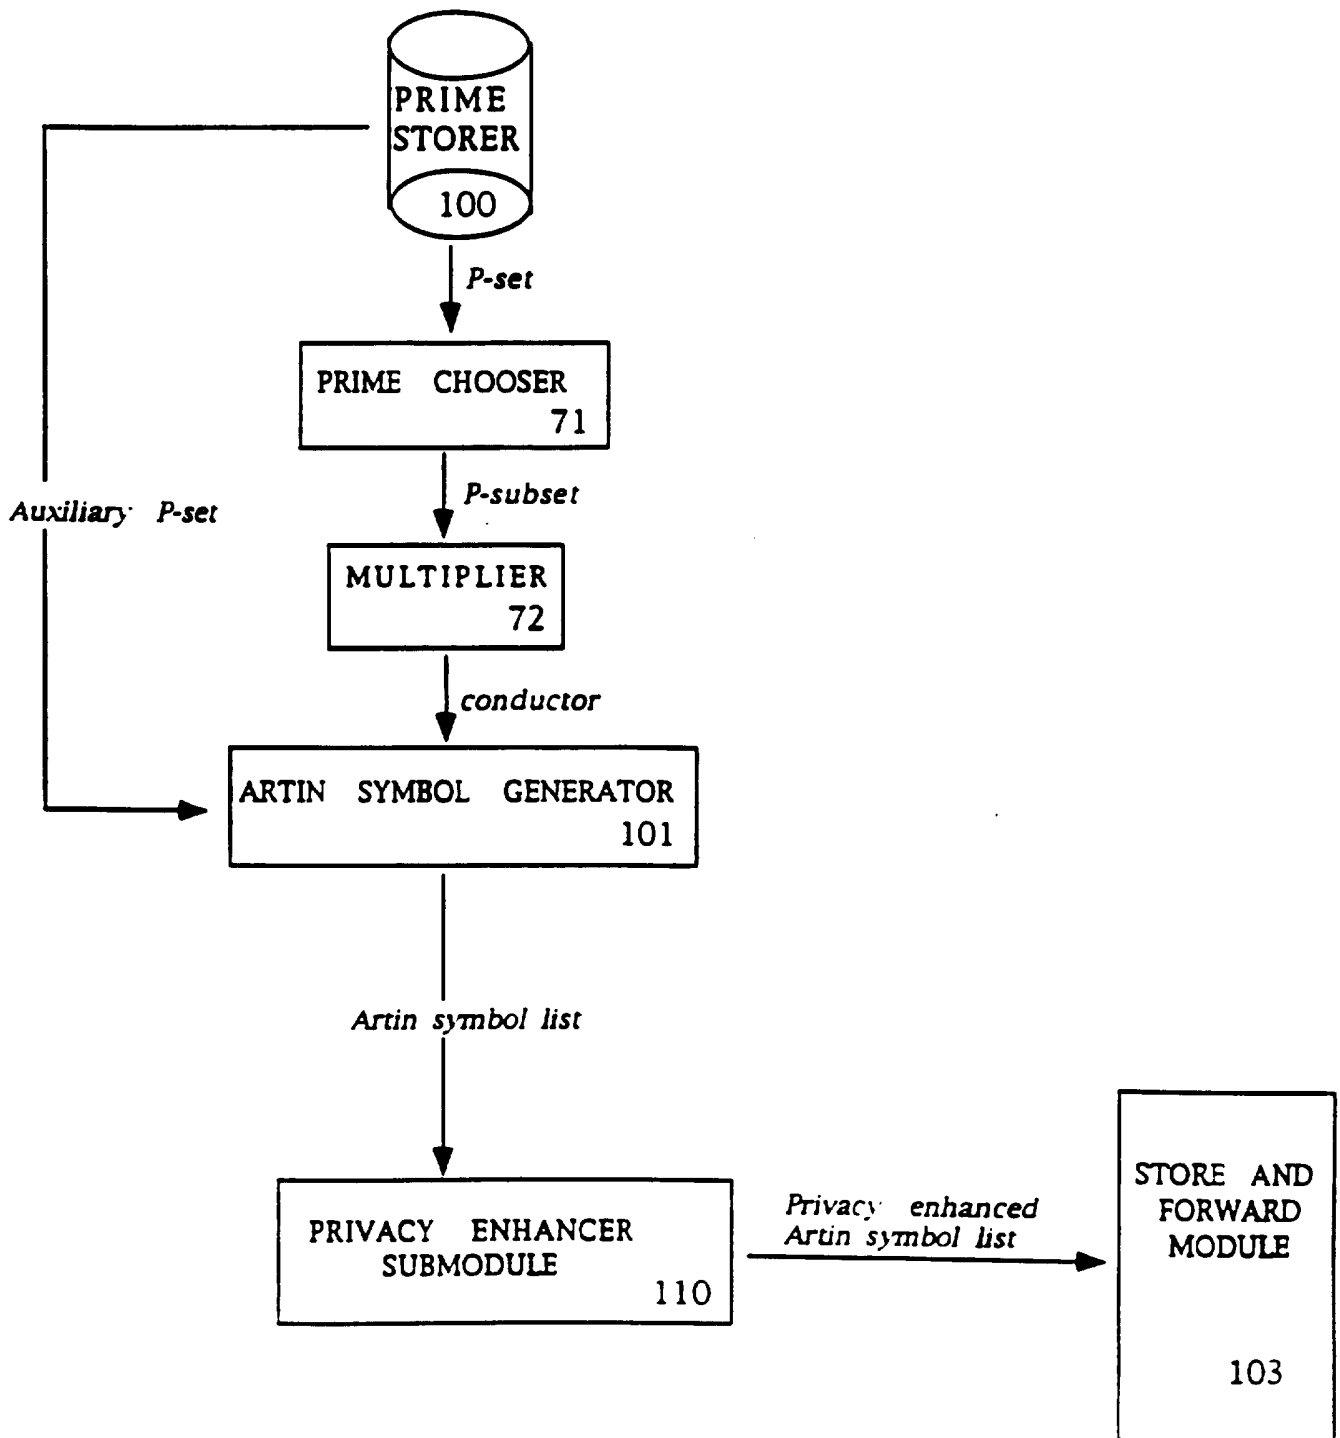 PRIME
STORER
100
P-set
PRIME CHOOSER
71
P-subset
Auxiliary P-set
MULTIPLIER
72
conductor
ARTIN SYMBOL GENERATOR
101
Artin symbol list
PRIVACY ENHANCER
SUBMODULE
110
Privacy enhanced
Artin symbol list
STORE AND
FORWARD
MODULE
103